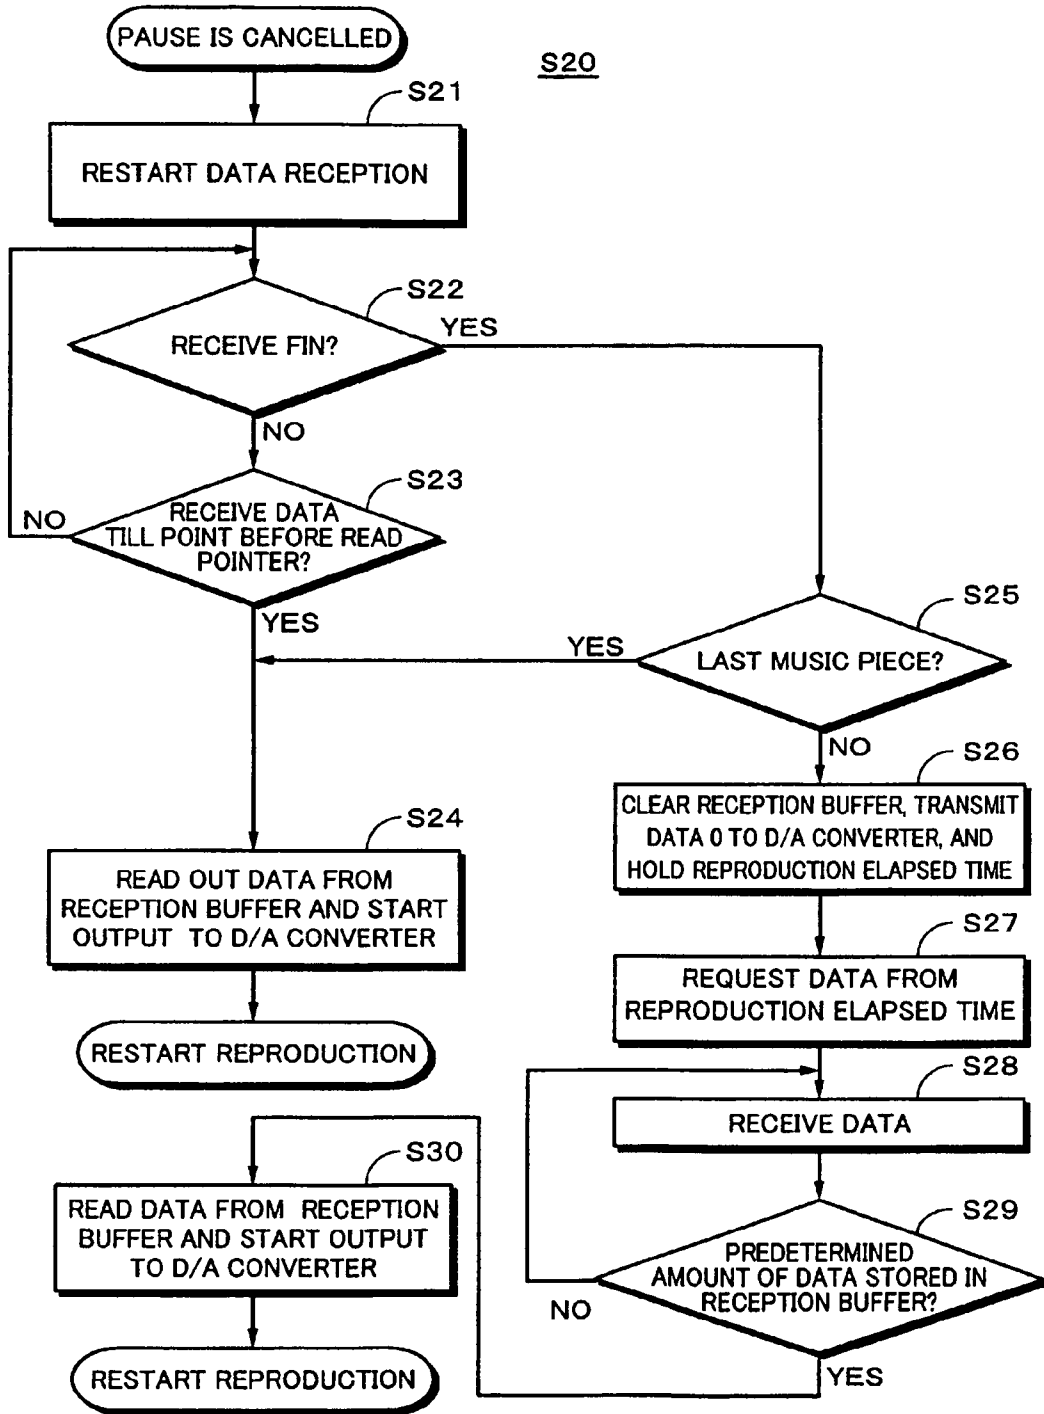 PAUSE IS CANCELLED
S20
S21
RESTART DATA RECEPTION
S22
RECEIVE FIN?
YES
NO
S23
RECEIVE DATA
TILL POINT BEFORE READ
POINTER?
NO
YES
S25
LAST MUSIC PIECE?
YES
NO
S26
CLEAR RECEPTION BUFFER, TRANSMIT
DATA 0 TO D/A CONVERTER, AND
HOLD REPRODUCTION ELAPSED TIME
S24
READ OUT DATA FROM
RECEPTION BUFFER AND START
OUTPUT TO D/A CONVERTER
RESTART REPRODUCTION
S27
REQUEST DATA FROM
REPRODUCTION ELAPSED TIME
S28
RECEIVE DATA
S29
PREDETERMINED
AMOUNT OF DATA STORED IN
RECEPTION BUFFER?
NO
YES
S30
READ DATA FROM RECEPTION
BUFFER AND START OUTPUT
TO D/A CONVERTER
RESTART REPRODUCTION